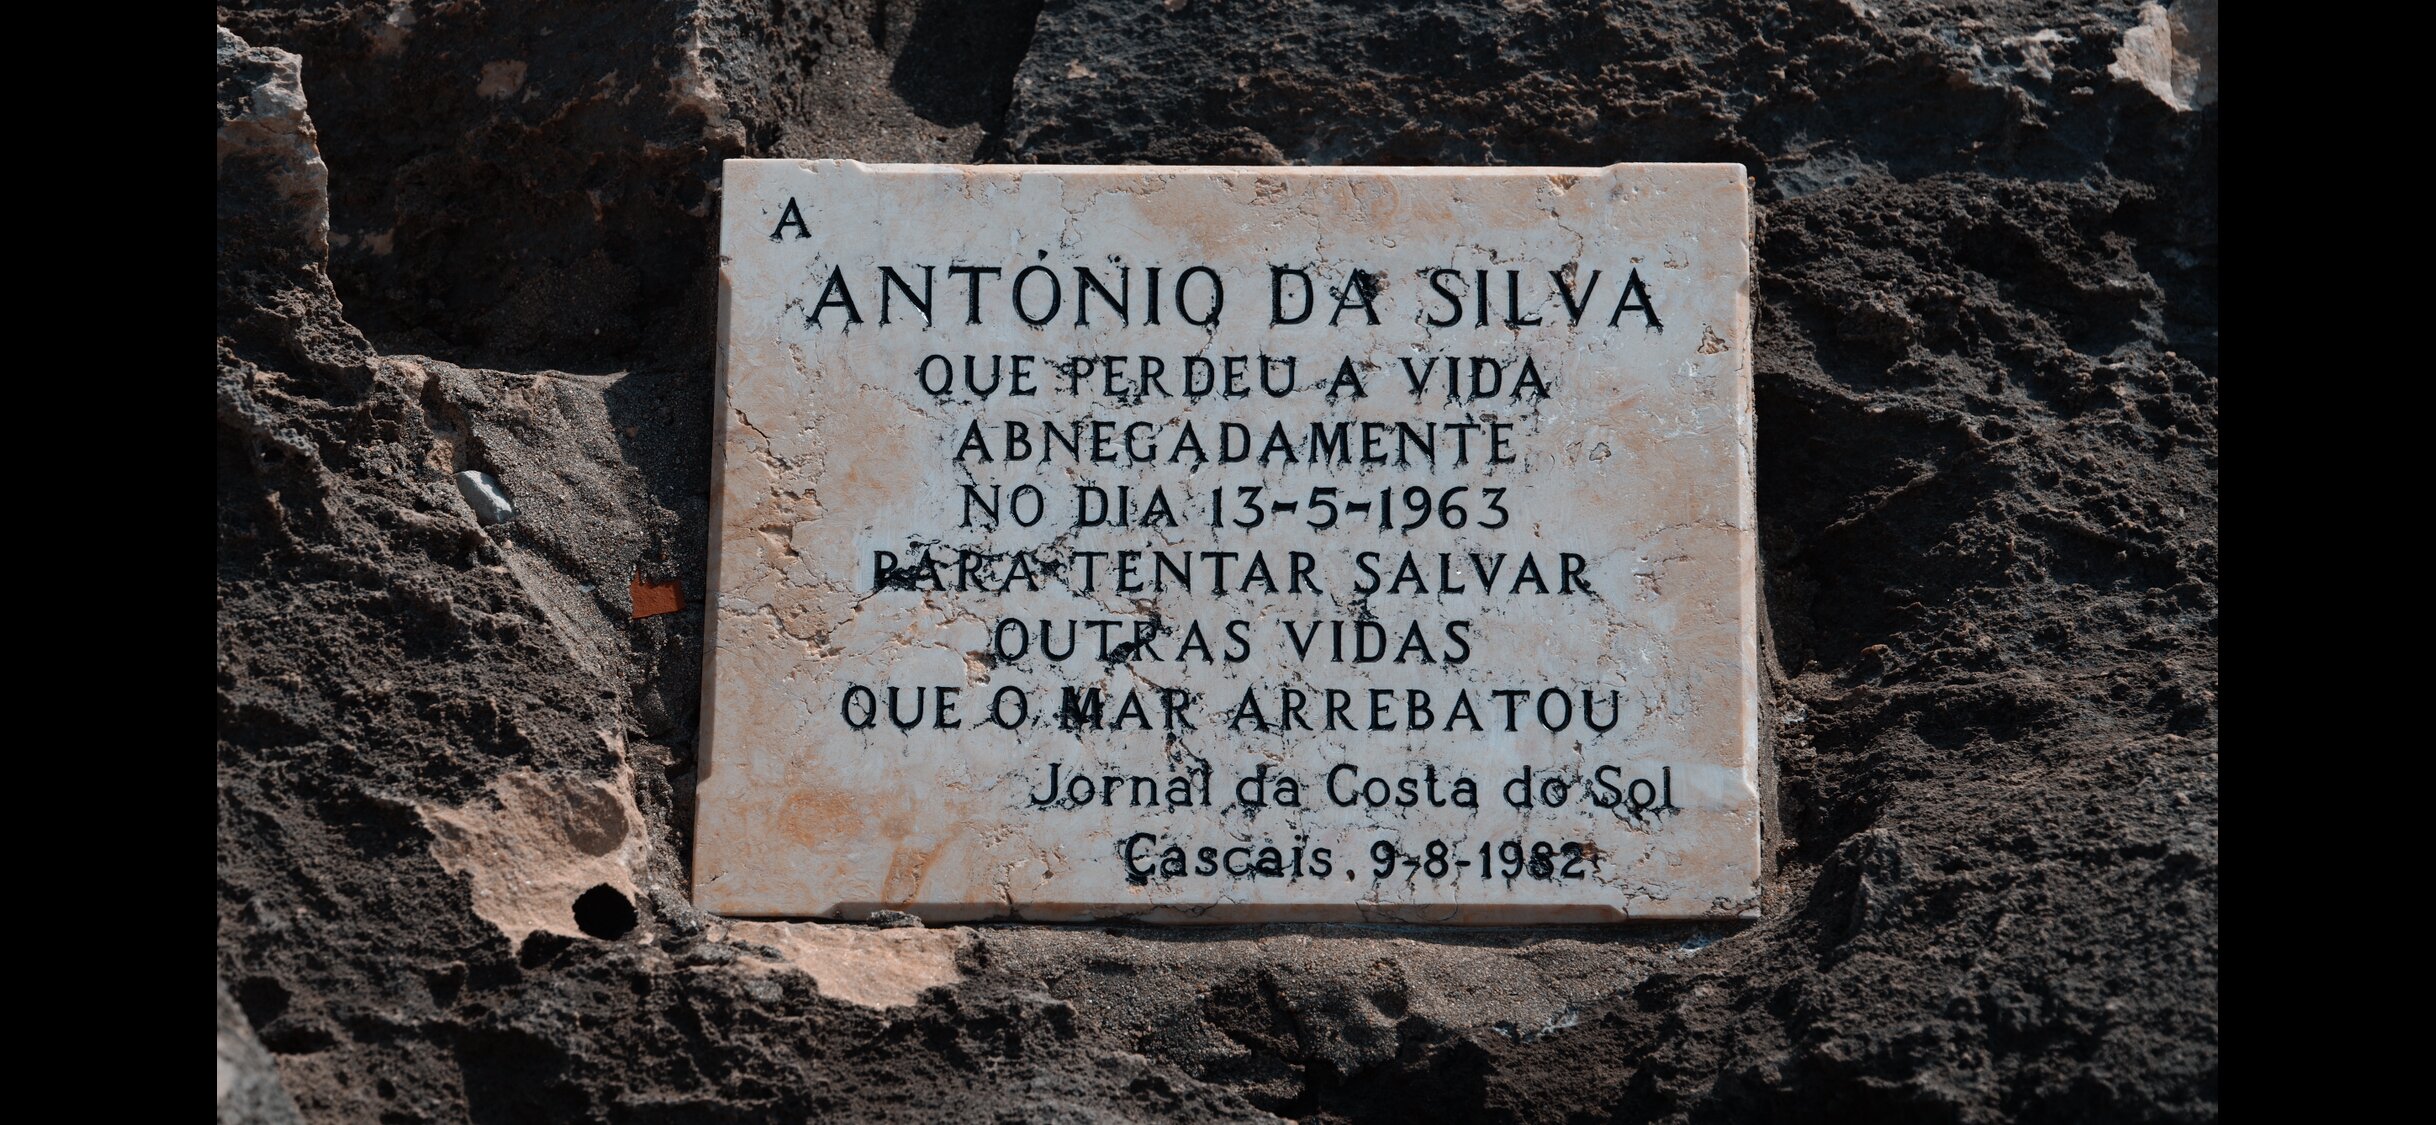 A
ANTÓNIO DA SILVA
QUE PERDEU A VIDA
ABNEGADAMENTE
NO DIA 13-5-1963
PARA TENTAR SALVAR
OUTRAS VIDAS
QUE O MAR ARREBATOU
Jornal da Costa do Sol
Cascais, 9-8-1982